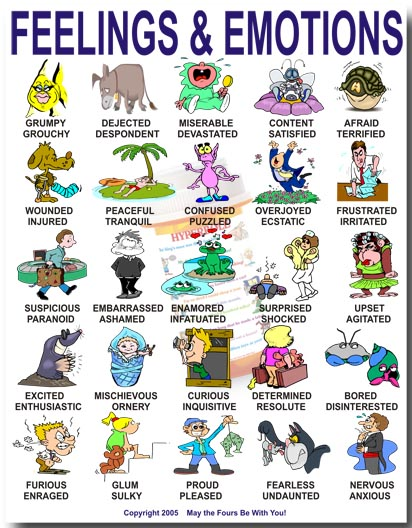 FEELINGS & EMOTIONS
GRUMPY DEJECTED MISERABLE CONTENT AFRAID
GROUCHY DESPONDENT DEVASTATED SATISFIED TERRIFIED
WOUNDED PEACEFUL CONFUSED OVERJOYED FRUSTRATED
INJURED TRANQUIL PUZZLED ECSTATIC IRRITATED
SUSPICIOUS EMBARRASSED ENAMORED SURPRISED UPSET
PARANOID ASHAMED INFATUATED SHOCKED AGITATED
EXCITED MISCHIEVOUS CURIOUS DETERMINED BORED
ENTHUSIASTIC ORNERY INQUISITIVE RESOLUTE DISINTERESTED
FURIOUS GLUM PROUD FEARLESS NERVOUS
ENRAGED SULKY PLEASED UNDAUNTED ANXIOUS
Copyright 2005 May the Fours Be With You!